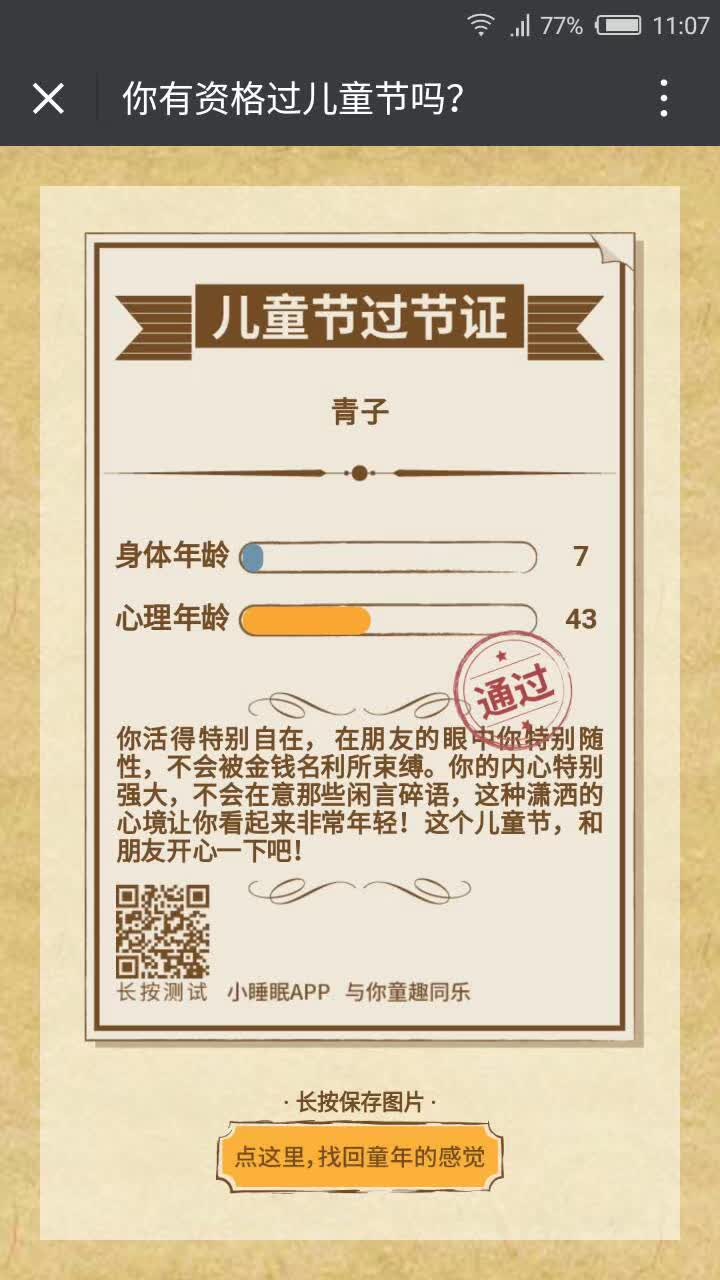 77% 11:07
你有资格过儿童节吗？
儿童节过节证
青子
身体年龄 7
心理年龄 43
通过
你活得特别自在，在朋友的眼中你特别随
性，不会被金钱名利所束缚。你的内心特别
强大，不会在意那些闲言碎语，这种潇洒的
心境让你看起来非常年轻！这个儿童节，和
朋友开心一下吧！
长按测试 小睡眠APP 与你童趣同乐
· 长按保存图片 ·
点这里,找回童年的感觉